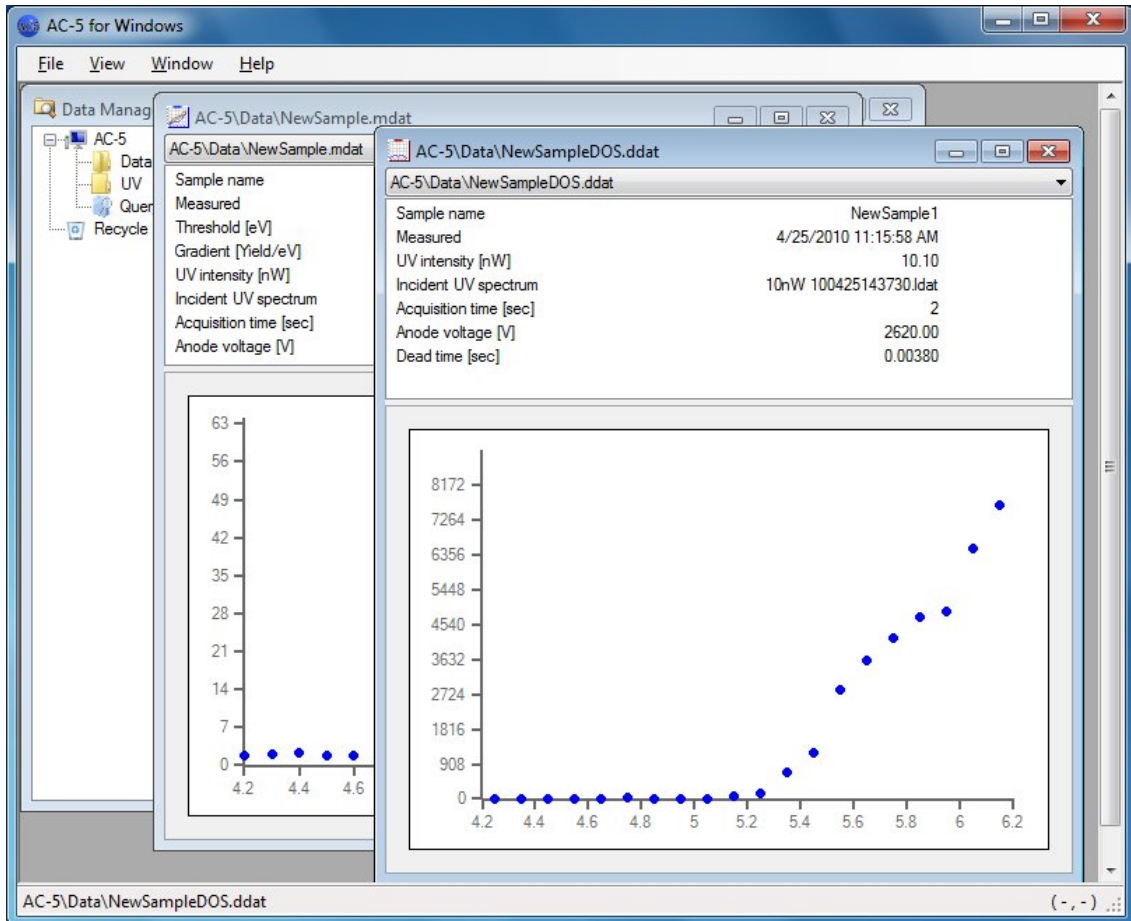 AC-5 for Windows
File View Window Help
Data Manag
AC-5
Data
UV
Quer
Recycle
AC-5\Data\NewSample.mdat
AC-5\Data\NewSample.mdat
Sample name
Measured
Threshold [eV]
Gradient [Yield/eV]
UV intensity [nW]
Incident UV spectrum
Acquisition time [sec]
Anode voltage [V]
63
56
49
42
35
28
21
14
7
0
4.2 4.4 4.6
AC-5\Data\NewSampleDOS.ddat
AC-5\Data\NewSampleDOS.ddat
Sample name NewSample1
Measured 4/25/2010 11:15:58 AM
UV intensity [nW] 10.10
Incident UV spectrum 10nW 100425143730.ldat
Acquisition time [sec] 2
Anode voltage [V] 2620.00
Dead time [sec] 0.00380
8172
7264
6356
5448
4540
3632
2724
1816
908
0
4.2 4.4 4.6 4.8 5 5.2 5.4 5.6 5.8 6 6.2
AC-5\Data\NewSampleDOS.ddat (-,-)